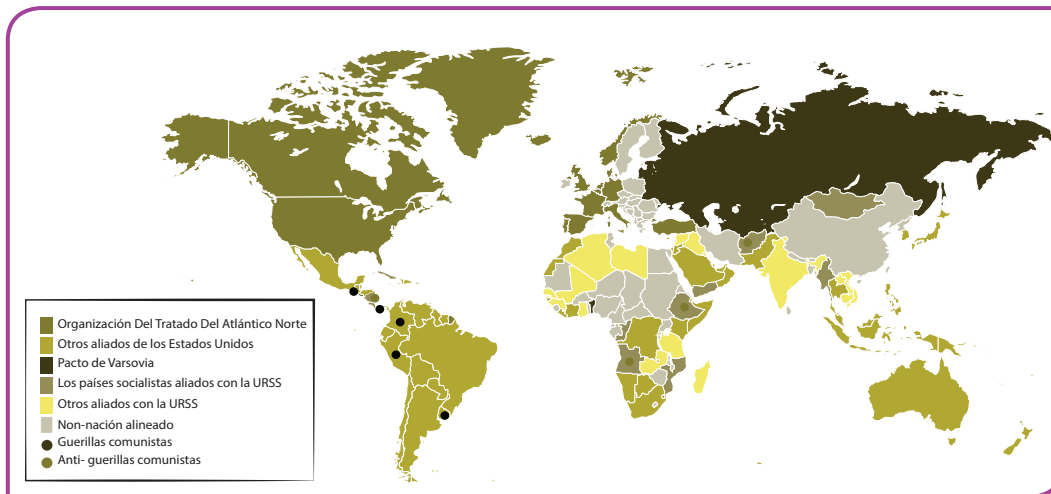 Organización Del Tratado Del Atlántico Norte
Otros aliados de los Estados Unidos
Pacto de Varsovia
Los países socialistas aliados con la URSS
Otros aliados con la URSS
Non-nación alineado
Guerillas comunistas
Anti- guerillas comunistas